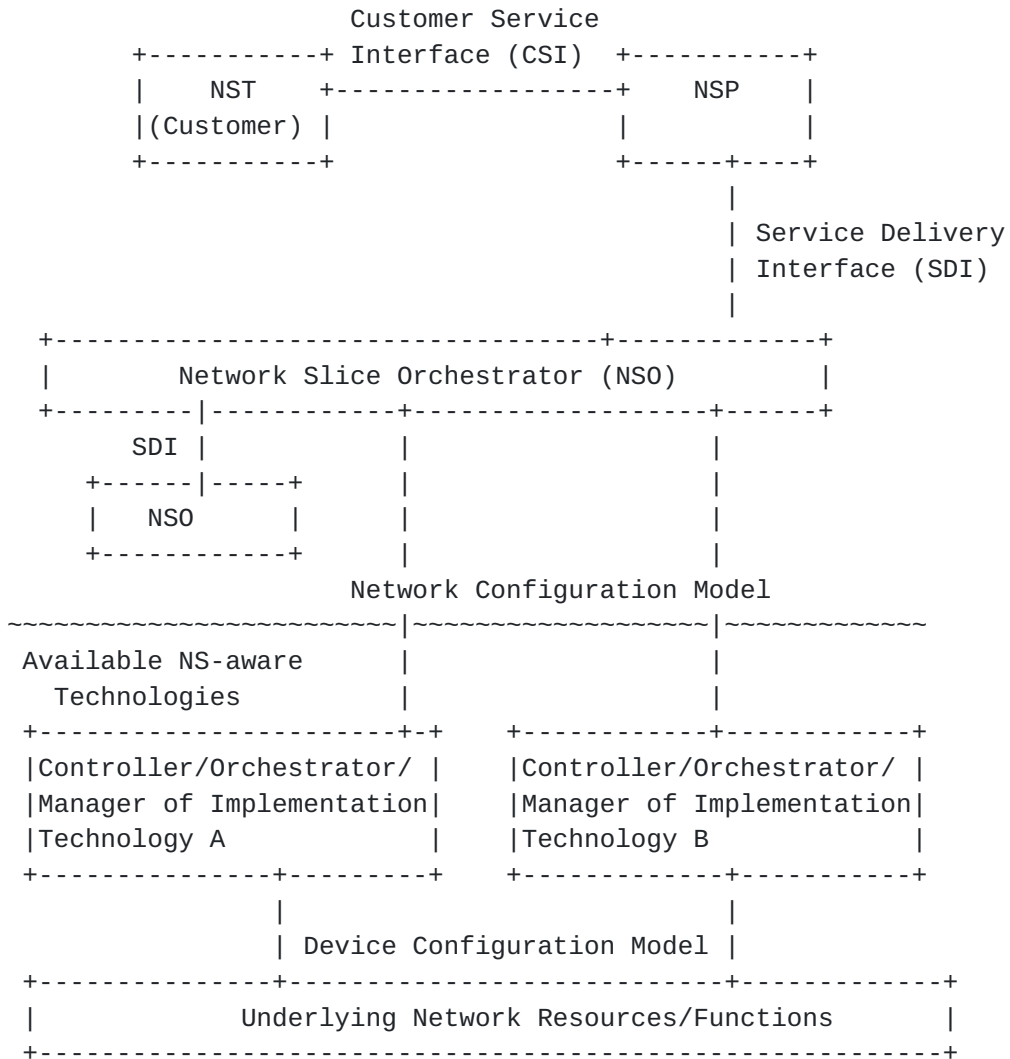 Customer Service
        +-----------+ Interface (CSI)  +-----------+
        |    NST    +------------------+    NSP    |
        |(Customer) |                  |           |
        +-----------+                  +------+----+
                                              |
                                              | Service Delivery
                                              | Interface (SDI)
                                              |
  +-----------------------------------+-------------+
  |        Network Slice Orchestrator (NSO)         |
  +---------|------------+-------------------+------+
        SDI |            |                   |
     +------|-----+      |                   |
     |   NSO      |      |                   |
     +------------+      |                   |
                      Network Configuration Model
~~~~~~~~~~~~~~~~~~~~~~~~~|~~~~~~~~~~~~~~~~~~~|~~~~~~~~~~~~~
 Available NS-aware      |                   |
   Technologies          |                   |
 +-----------------------+-+    +------------+------------+
 |Controller/Orchestrator/ |    |Controller/Orchestrator/ |
 |Manager of Implementation|    |Manager of Implementation|
 |Technology A             |    |Technology B             |
 +---------------+---------+    +-------------+-----------+
                 |                            |
                 | Device Configuration Model |
 +---------------+----------------------------+-------------+
 |             Underlying Network Resources/Functions       |
 +----------------------------------------------------------+